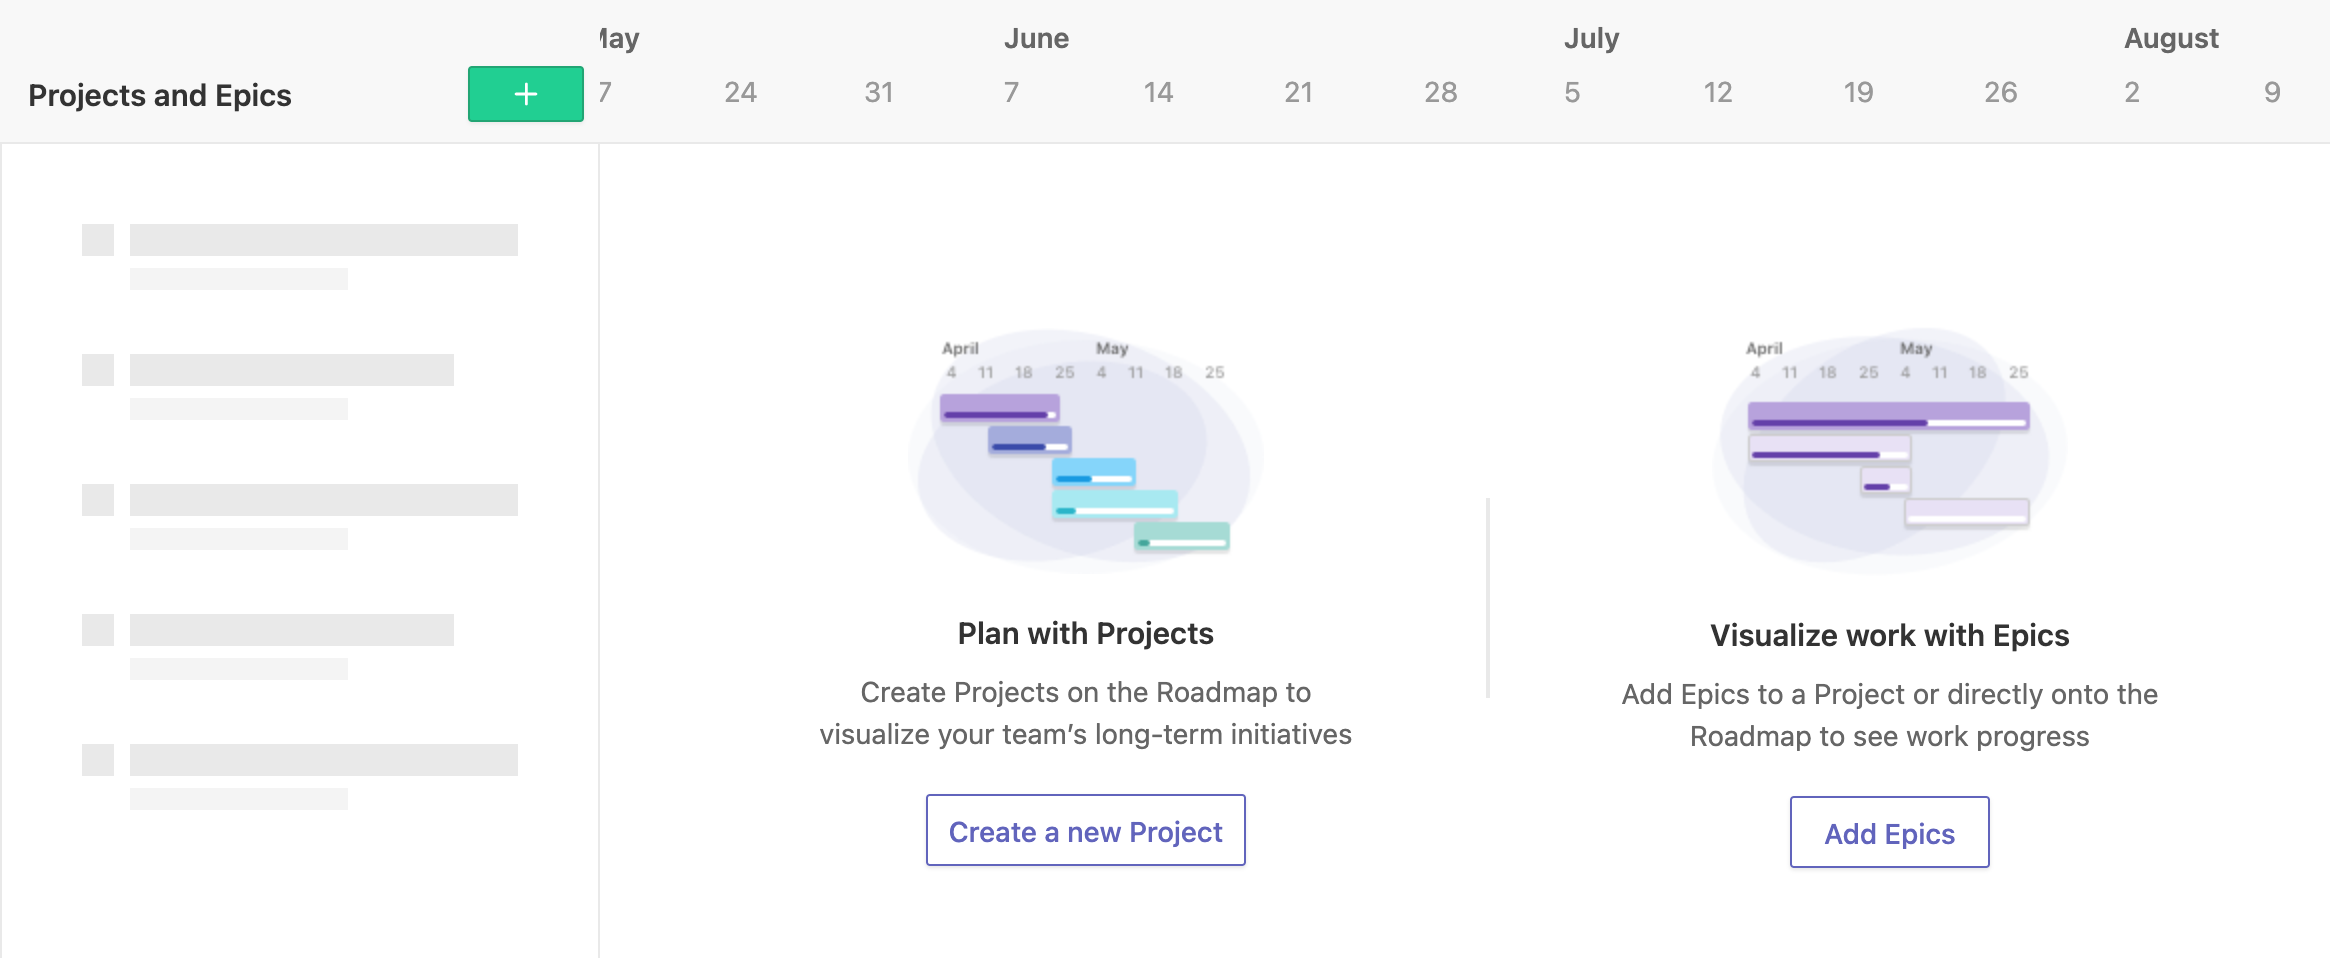 May June July August
Projects and Epics + 7 24 31 7 14 21 28 5 12 19 26 2 9
April May
4 11 18 25 4 11 18 25
Plan with Projects
Create Projects on the Roadmap to
visualize your team’s long-term initiatives
Create a new Project
April May
4 11 18 25 4 11 18 25
Visualize work with Epics
Add Epics to a Project or directly onto the
Roadmap to see work progress
Add Epics